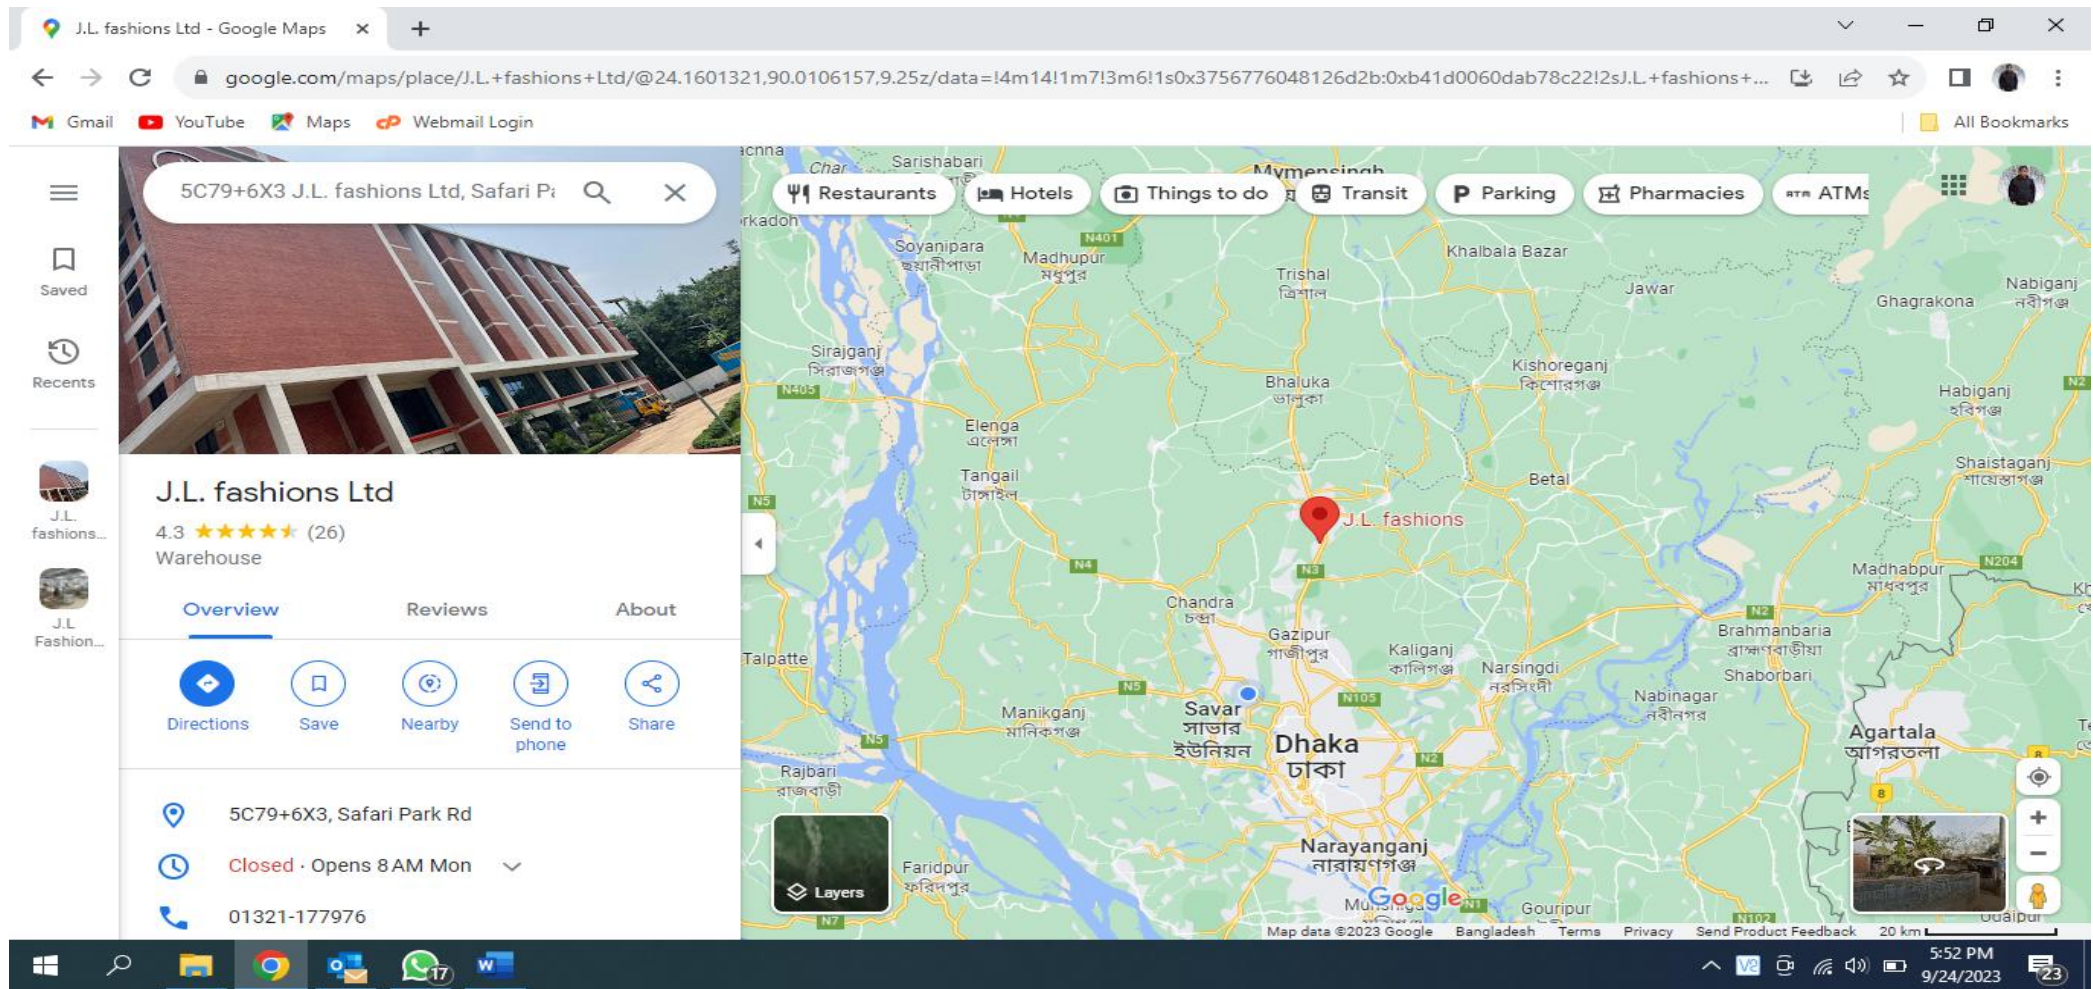 J.L. fashions Ltd - Google Maps
google.com/maps/place/J.L.+fashions+Ltd/@24.1601321,90.0106157,9.25z/data=!4m14!1m7!3m6!1s0x3756776048126d2b:0xb41d0060dab78c22!2sJ.L.+fashions+...
Gmail YouTube Maps Webmail Login All Bookmarks
5C79+6X3 J.L. fashions Ltd, Safari
Restaurants Hotels Things to do Transit Parking Pharmacies ATMs
Saved
Recents
J.L. fashions...
J.L Fashion...
J.L. fashions Ltd
4.3 (26)
Warehouse
Overview Reviews About
Directions Save Nearby Send to phone Share
5C79+6X3, Safari Park Rd
Closed · Opens 8 AM Mon
01321-177976
Char
Sarishabari
Mymensingh
Soyanipara
ছয়ানীপাড়া
N401
Madhupur
মধুপুর
Trishal
ত্রিশাল
Khalbala Bazar
Jawar
Ghagrakona
Nabiganj
নবীগঞ্জ
Sirajganj
সিরাজগঞ্জ
N405
Bhaluka
ভালুকা
Kishoreganj
কিশোরগঞ্জ
N2
Habiganj
হবিগঞ্জ
Elenga
এলেঙ্গা
Tangail
টাঙ্গাইল
Betal
Shaistaganj
শায়েস্তাগঞ্জ
N5
J.L. fashions
N4
N3
N204
Madhabpur
মাধবপুর
Chandra
চন্দ্রা
N2
Gazipur
গাজীপুর
Brahmanbaria
ব্রাহ্মণবাড়ীয়া
Kaliganj
কালিগঞ্জ
Talpatte
Narsingdi
নরসিংদী
Shaborbari
N5
N105
Nabinagar
নবীনগর
Manikganj
মানিকগঞ্জ
Savar
সাভার
ইউনিয়ন
Dhaka
ঢাকা
Agartala
আগরতলা
N5
N2
8
Rajbari
রাজবাড়ী
8
Narayanganj
নারায়ণগঞ্জ
Faridpur
ফরিদপুর
Layers
Google
N1
Gouripur
N7
N102
Map data ©2023 Google Bangladesh Terms Privacy Send Product Feedback 20 km
17
W
V2
5:52 PM
9/24/2023
23